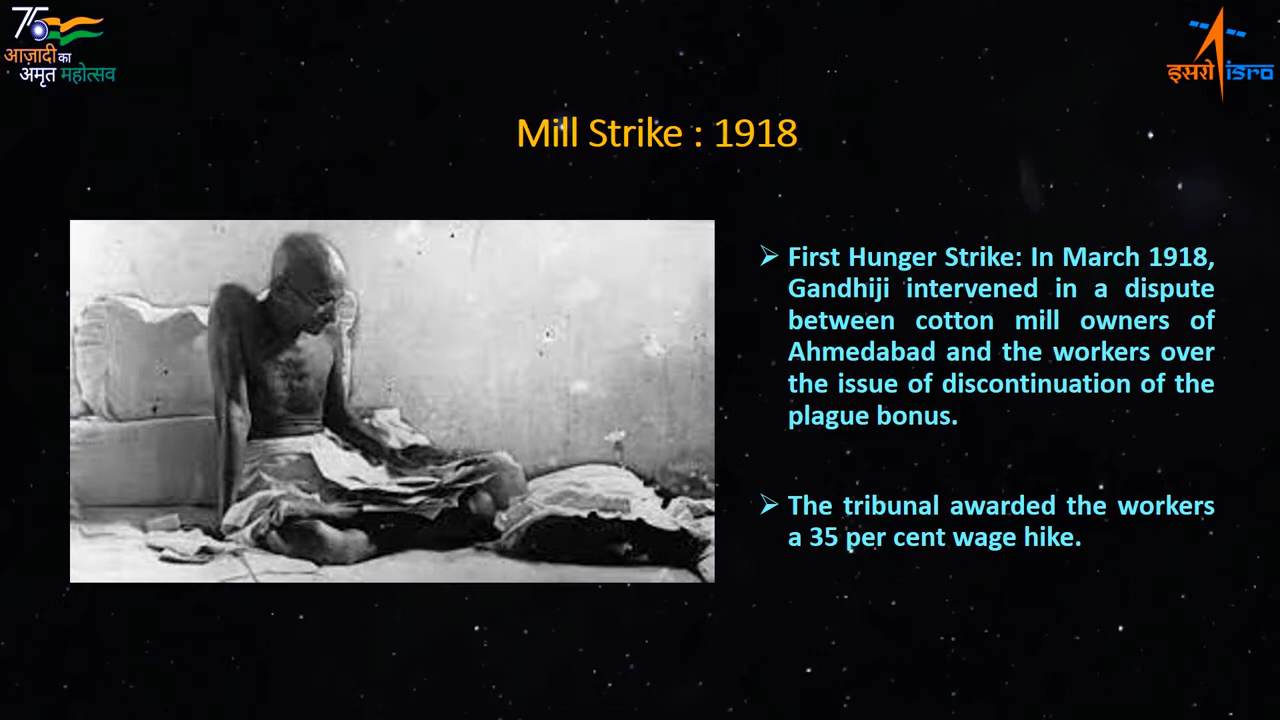 75
आज़ादी का
अमृत महोत्सव
इसरो isro
Mill Strike : 1918
➢ First Hunger Strike: In March 1918,
Gandhiji intervened in a dispute
between cotton mill owners of
Ahmedabad and the workers over
the issue of discontinuation of the
plague bonus.
➢ The tribunal awarded the workers
a 35 per cent wage hike.